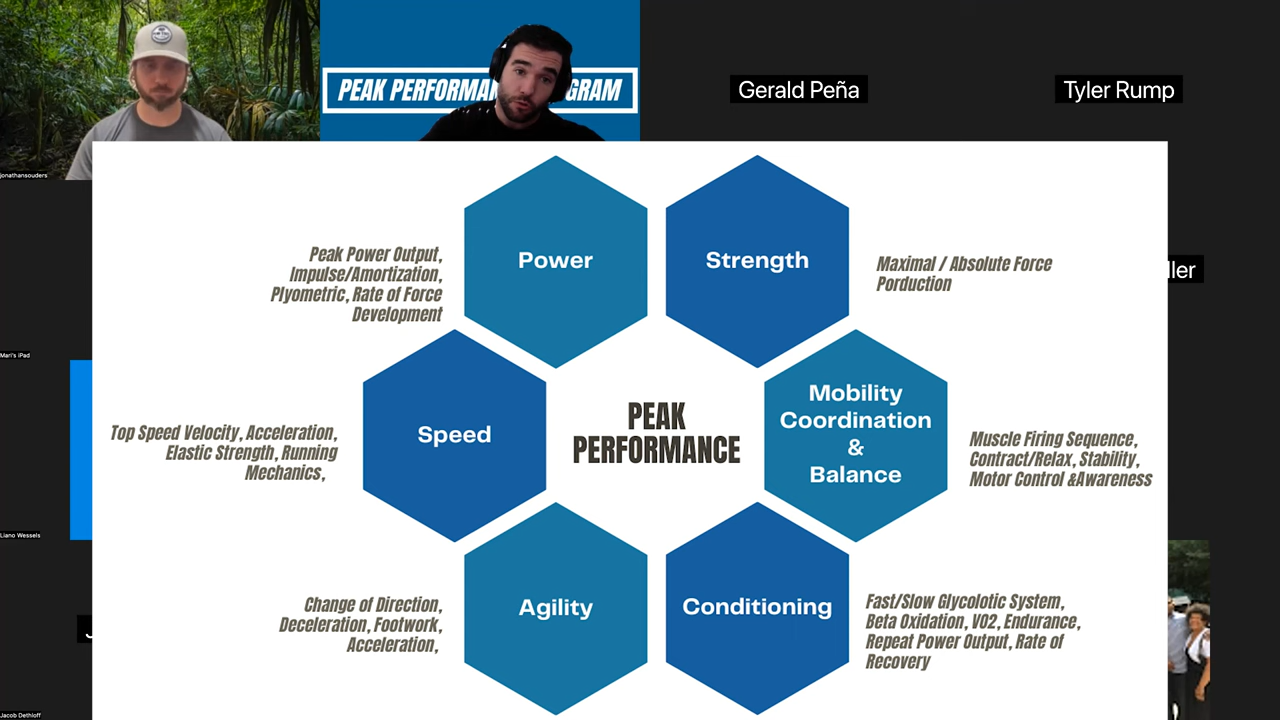 PEAK PERFORMAN GRAM
Gerald Peña
Tyler Rump
jonathansouders
Power
Strength
Peak Power Output,
Impulse/Amortization,
Plyometric, Rate of Force
Development
Maximal / Absolute Force
Porduction
ller
Mari's iPad
Speed
PEAK
PERFORMANCE
Mobility
Coordination
&
Balance
Top Speed Velocity, Acceleration,
Elastic Strength, Running
Mechanics,
Muscle Firing Sequence,
Contract/Relax, Stability,
Motor Control &Awareness
Liano Wessels
Agility
Conditioning
Change of Direction,
Deceleration, Footwork,
Acceleration,
Fast/Slow Glycolotic System,
Beta Oxidation, VO2, Endurance,
Repeat Power Output, Rate of
Recovery
Jacob Dethloff